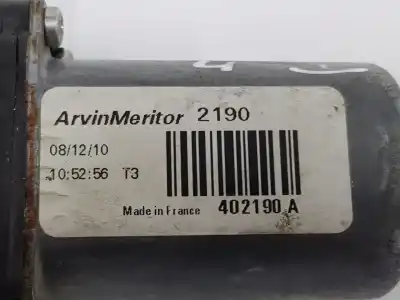 ArvinMeritor 2190
08/12/10
10:52:56 T3
Made in France 402190 A